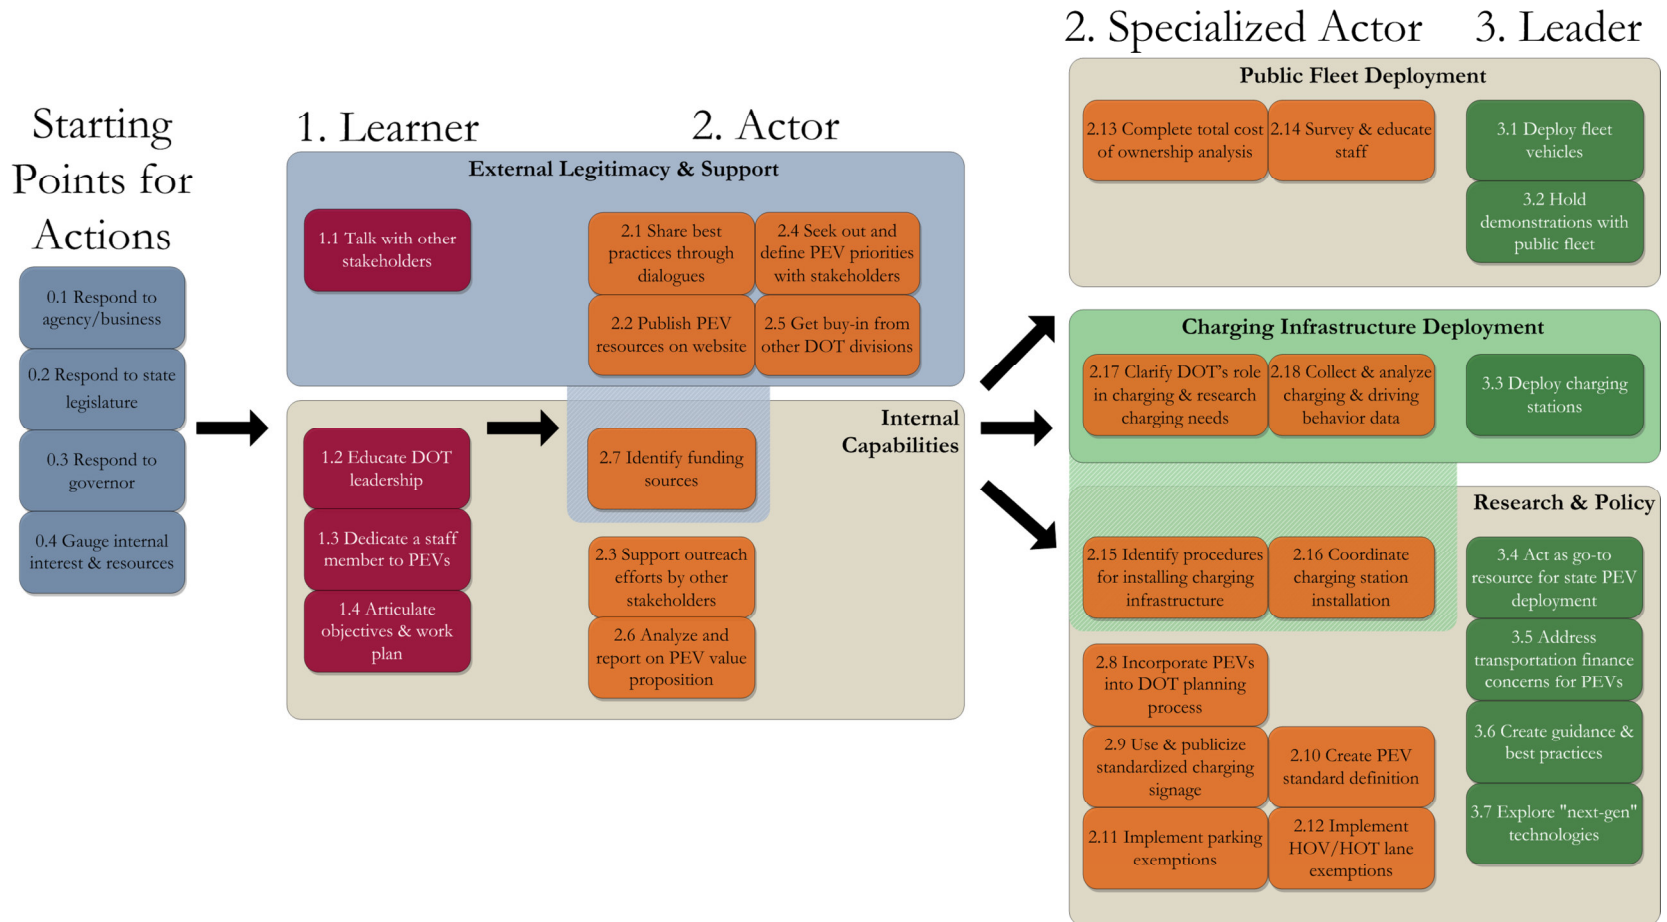 Starting
Points for
Actions
0.1 Respond to
agency/business
0.2 Respond to state
legislature
0.3 Respond to
governor
0.4 Gauge internal
interest & resources
1. Learner
2. Actor
External Legitimacy & Support
1.1 Talk with other
stakeholders
2.1 Share best
practices through
dialogues
2.4 Seek out and
define PEV priorities
with stakeholders
2.2 Publish PEV
resources on website
2.5 Get buy-in from
other DOT divisions
Internal
Capabilities
1.2 Educate DOT
leadership
1.3 Dedicate a staff
member to PEVs
1.4 Articulate
objectives & work
plan
2.7 Identify funding
sources
2.3 Support outreach
efforts by other
stakeholders
2.6 Analyze and
report on PEV value
proposition
2. Specialized Actor
3. Leader
Public Fleet Deployment
2.13 Complete total cost
of ownership analysis
2.14 Survey & educate
staff
3.1 Deploy fleet
vehicles
3.2 Hold
demonstrations with
public fleet
Charging Infrastructure Deployment
2.17 Clarify DOT's role
in charging & research
charging needs
2.18 Collect & analyze
charging & driving
behavior data
3.3 Deploy charging
stations
Research & Policy
2.15 Identify procedures
for installing charging
infrastructure
2.16 Coordinate
charging station
installation
3.4 Act as go-to
resource for state PEV
deployment
2.8 Incorporate PEVs
into DOT planning
process
3.5 Address
transportation finance
concerns for PEVs
2.9 Use & publicize
standardized charging
signage
2.10 Create PEV
standard definition
3.6 Create guidance &
best practices
2.11 Implement parking
exemptions
2.12 Implement
HOV/HOT lane
exemptions
3.7 Explore "next-gen"
technologies